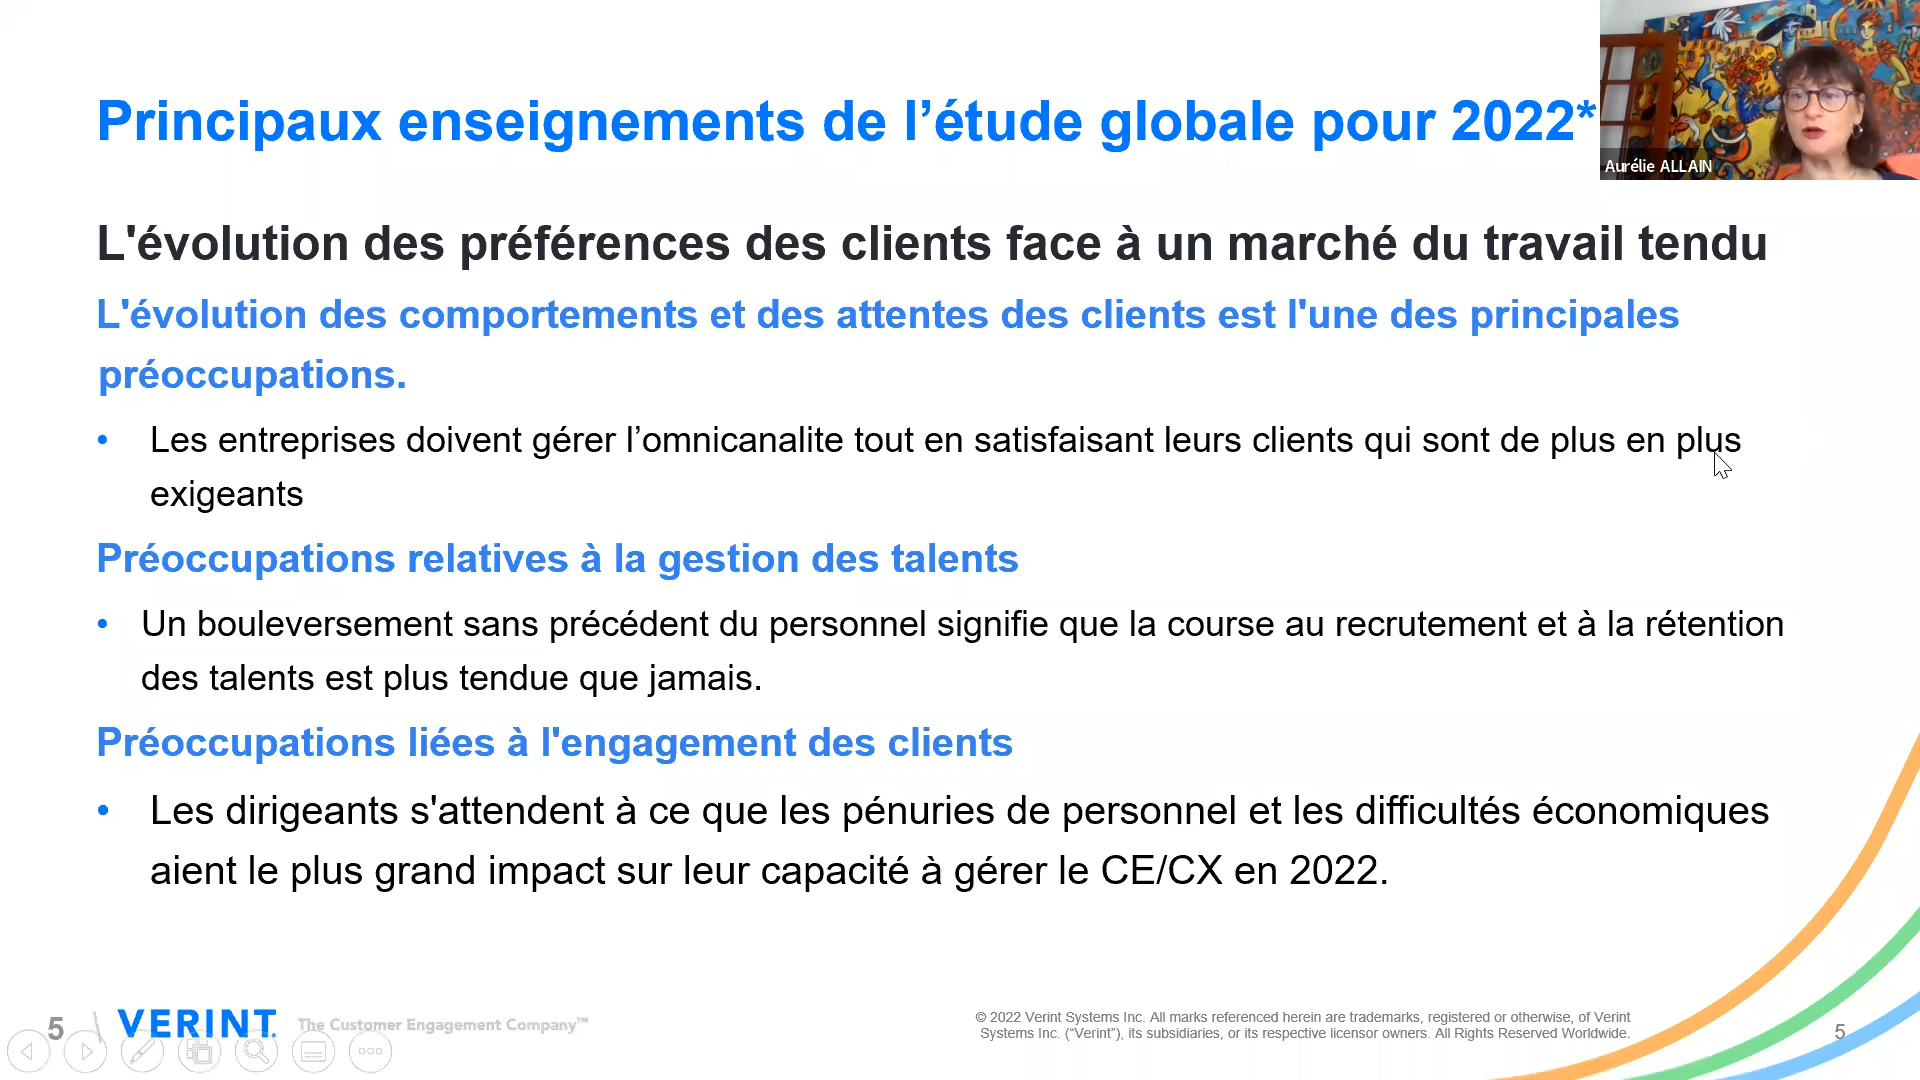 Principaux enseignements de l’étude globale pour 2022*
Aurélie ALLAIN
L'évolution des préférences des clients face à un marché du travail tendu
L'évolution des comportements et des attentes des clients est l'une des principales
préoccupations.
• Les entreprises doivent gérer l’omnicanalite tout en satisfaisant leurs clients qui sont de plus en plus
exigeants
Préoccupations relatives à la gestion des talents
• Un bouleversement sans précédent du personnel signifie que la course au recrutement et à la rétention
des talents est plus tendue que jamais.
Préoccupations liées à l'engagement des clients
• Les dirigeants s'attendent à ce que les pénuries de personnel et les difficultés économiques
aient le plus grand impact sur leur capacité à gérer le CE/CX en 2022.
5
VERINT.
The Customer Engagement Company™
© 2022 Verint Systems Inc. All marks referenced herein are trademarks, registered or otherwise, of Verint
Systems Inc. (“Verint”), its subsidiaries, or its respective licensor owners. All Rights Reserved Worldwide.
5